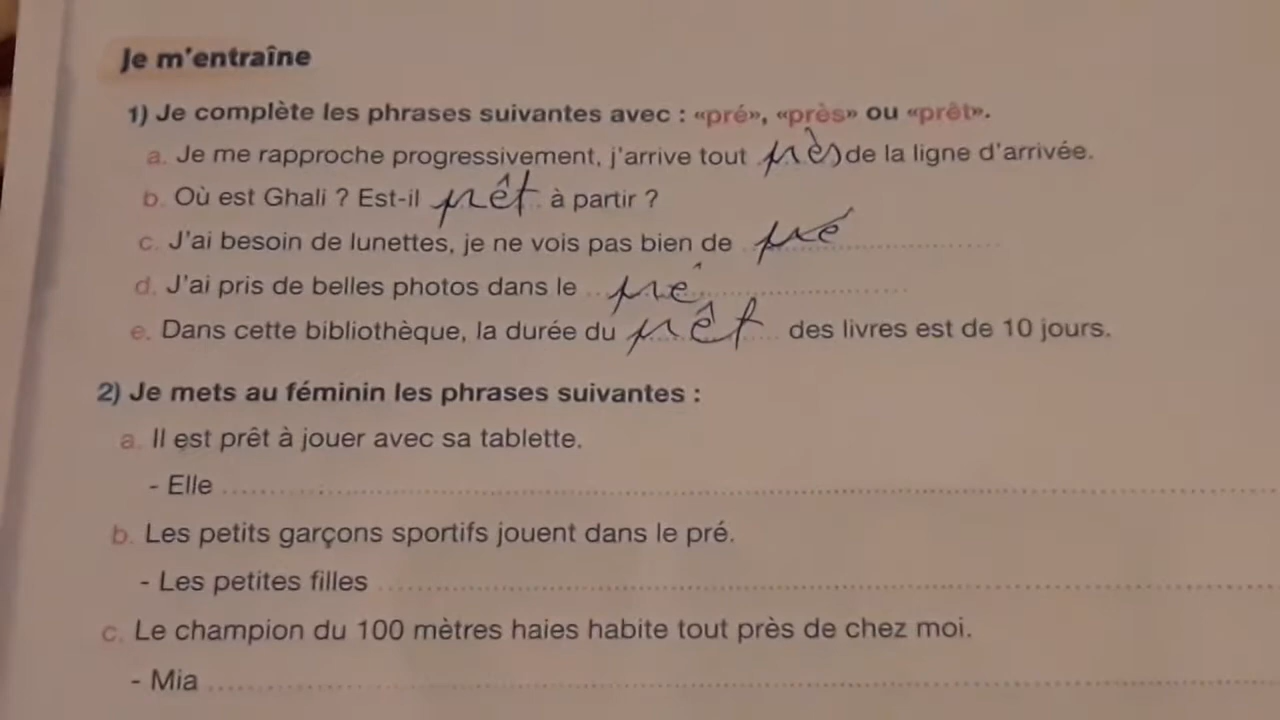 Je m'entraîne
1) Je complète les phrases suivantes avec : «pré», «près» ou «prêt».
a. Je me rapproche progressivement, j'arrive tout près de la ligne d'arrivée.
b. Où est Ghali ? Est-il prêt à partir ?
c. J'ai besoin de lunettes, je ne vois pas bien de pré
d. J'ai pris de belles photos dans le pré
e. Dans cette bibliothèque, la durée du prêt des livres est de 10 jours.
2) Je mets au féminin les phrases suivantes :
a. Il est prêt à jouer avec sa tablette.
- Elle
b. Les petits garçons sportifs jouent dans le pré.
- Les petites filles
c. Le champion du 100 mètres haies habite tout près de chez moi.
- Mia